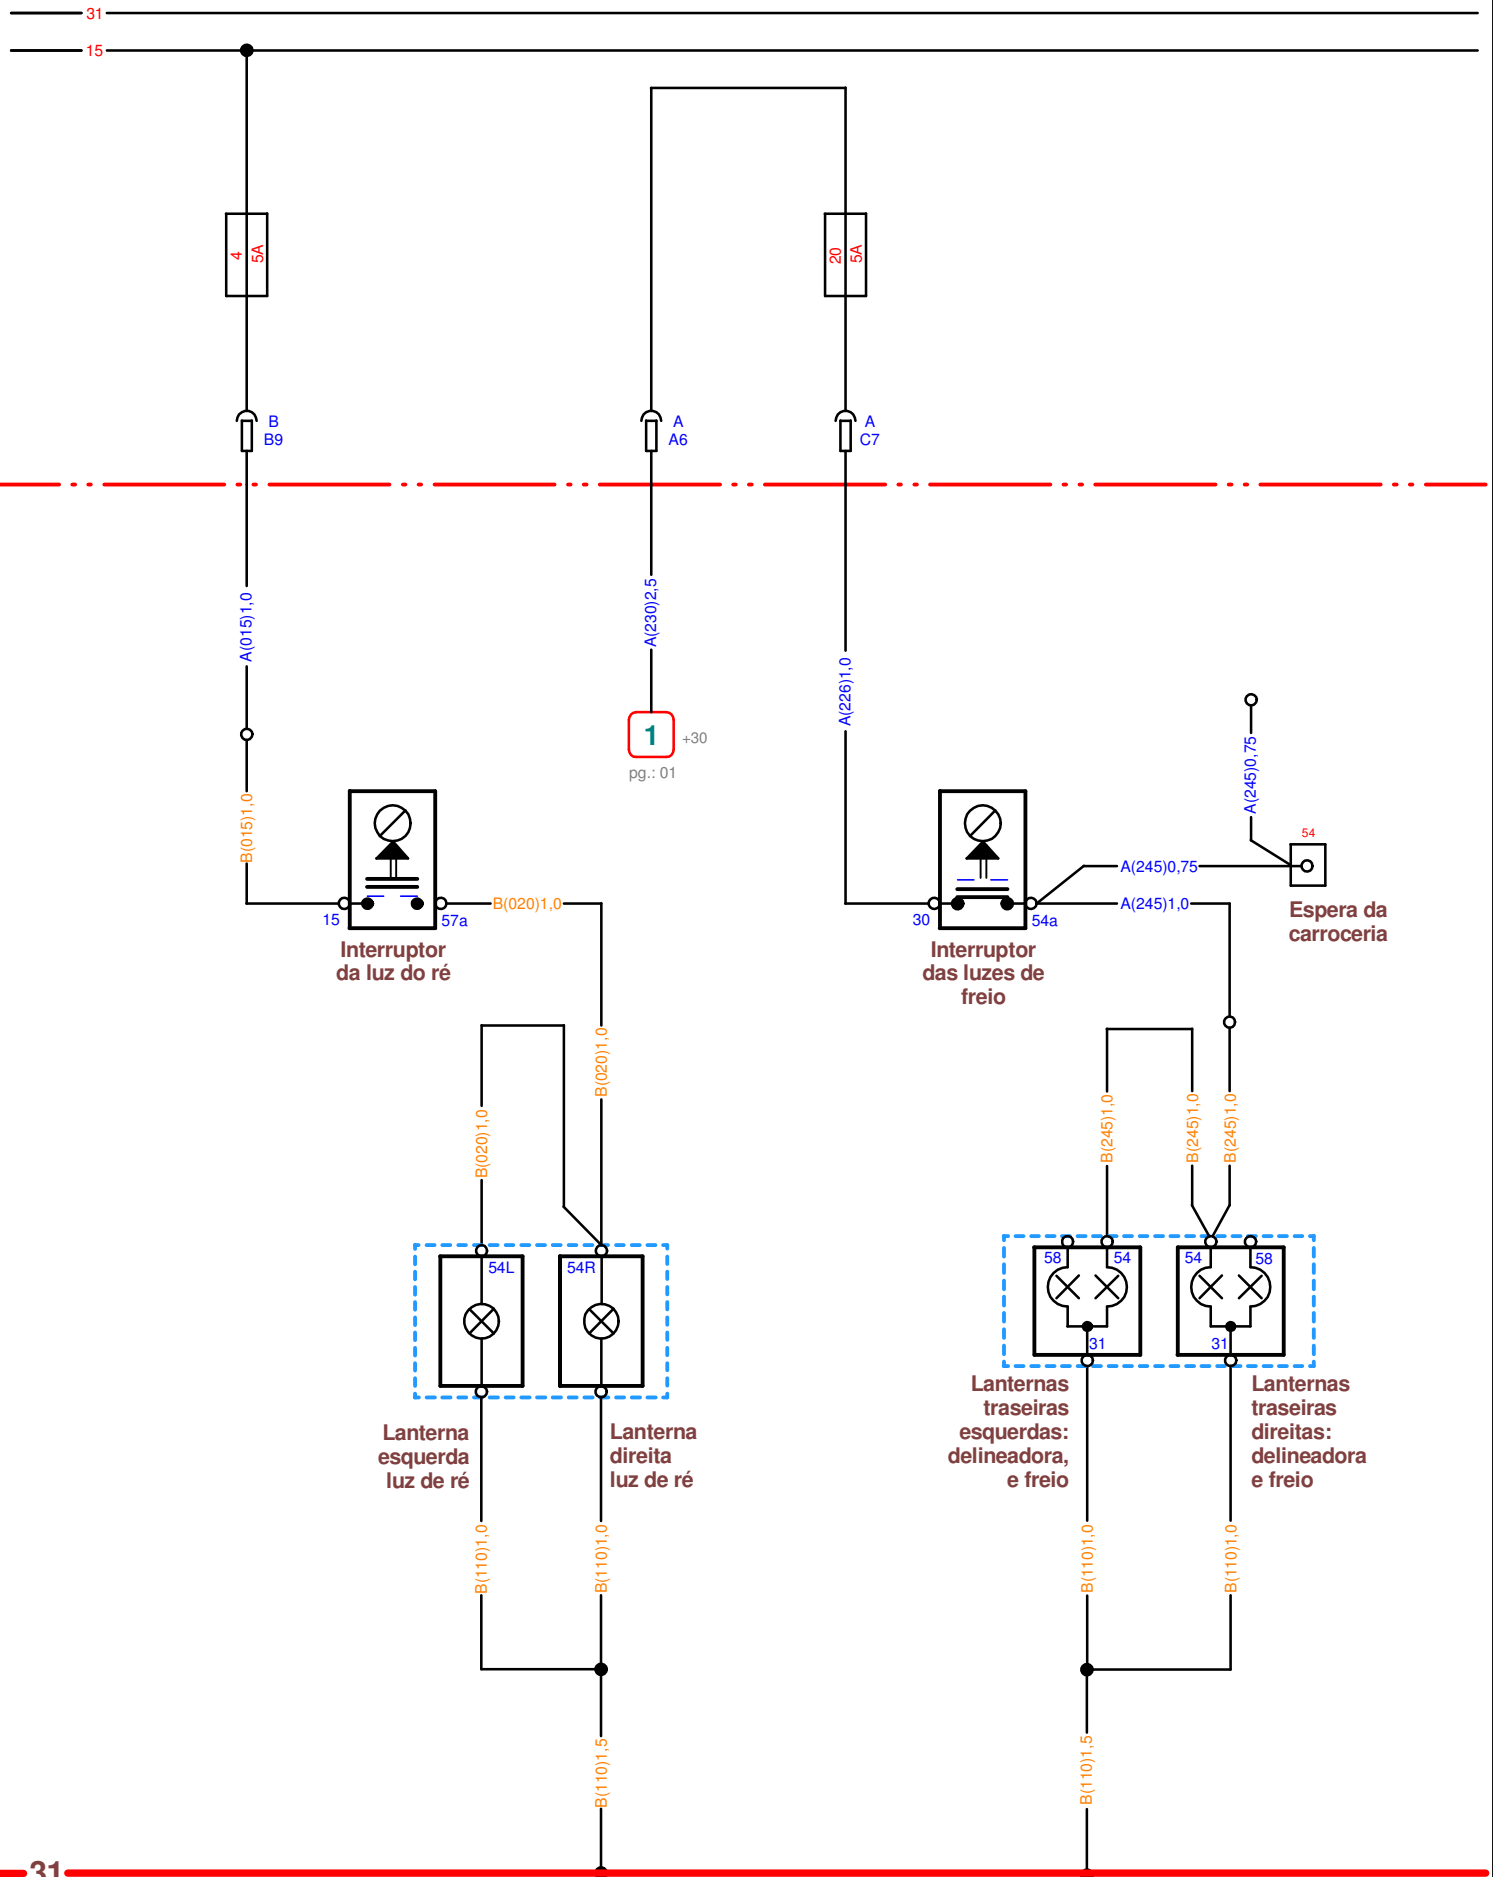 31
15
4
5A
20
5A
B
B9
A
A6
A
C7
A(015)1,0
A(230)2,5
A(226)1,0
1
+30
pg.: 01
A(245)0,75
B(015)1,0
54
A(245)0,75
15
B(020)1,0
57a
30
A(245)1,0
54a
Interruptor
da luz do ré
Interruptor
das luzes de
freio
Espera da
carroceria
B(020)1,0
B(020)1,0
B(245)1,0
B(245)1,0
B(245)1,0
54L
54R
58
54
54
58
31
31
Lanterna
esquerda
luz de ré
Lanterna
direita
luz de ré
Lanternas
traseiras
esquerdas:
delineadora,
e freio
Lanternas
traseiras
direitas:
delineadora
e freio
B(110)1,0
B(110)1,0
B(110)1,0
B(110)1,0
B(110)1,5
B(110)1,5
31